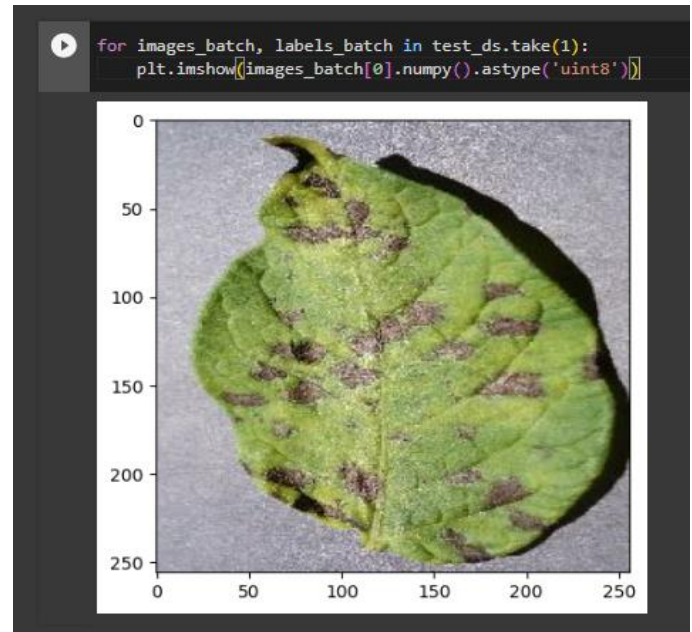 for images_batch, labels_batch in test_ds.take(1):
plt.imshow(images_batch[0].numpy().astype('uint8'))
0
50
100
150
200
250
0 50 100 150 200 250